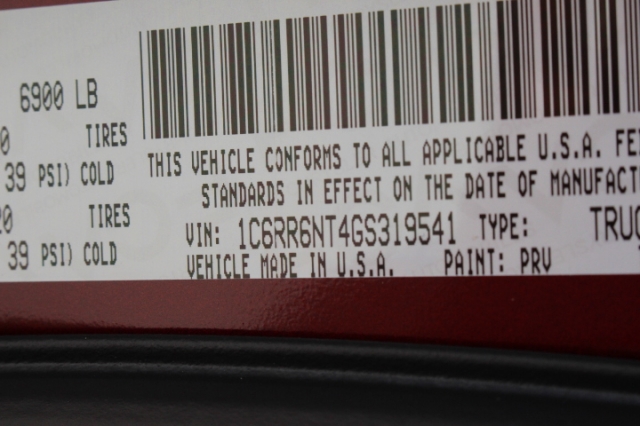 6900 LB
TIRES
39 PSI) COLD
TIRES
39 PSI) COLD
THIS VEHICLE CONFORMS TO ALL APPLICABLE U.S.A.
STANDARDS IN EFFECT ON THE DATE OF
VIN: 1C6RR6NT4GS319541 TYPE:
VEHICLE MADE IN U.S.A. PAINT: PRV